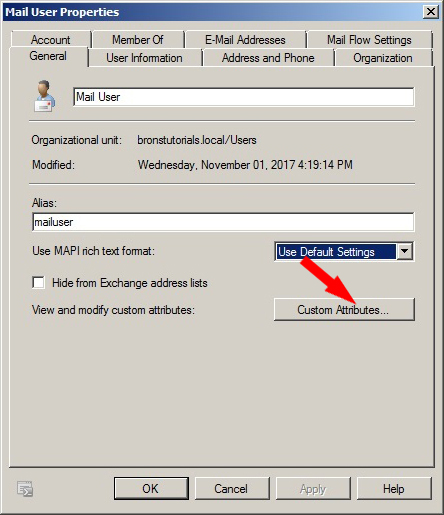 Mail User Properties
Account Member Of E-Mail Addresses Mail Flow Settings
General User Information Address and Phone Organization
Mail User
Organizational unit: bronstutorials.local/Users
Modified: Wednesday, November 01, 2017 4:19:14 PM
Alias:
mailuser
Use MAPI rich text format: Use Default Settings
Hide from Exchange address lists
View and modify custom attributes: Custom Attributes...
OK Cancel Apply Help